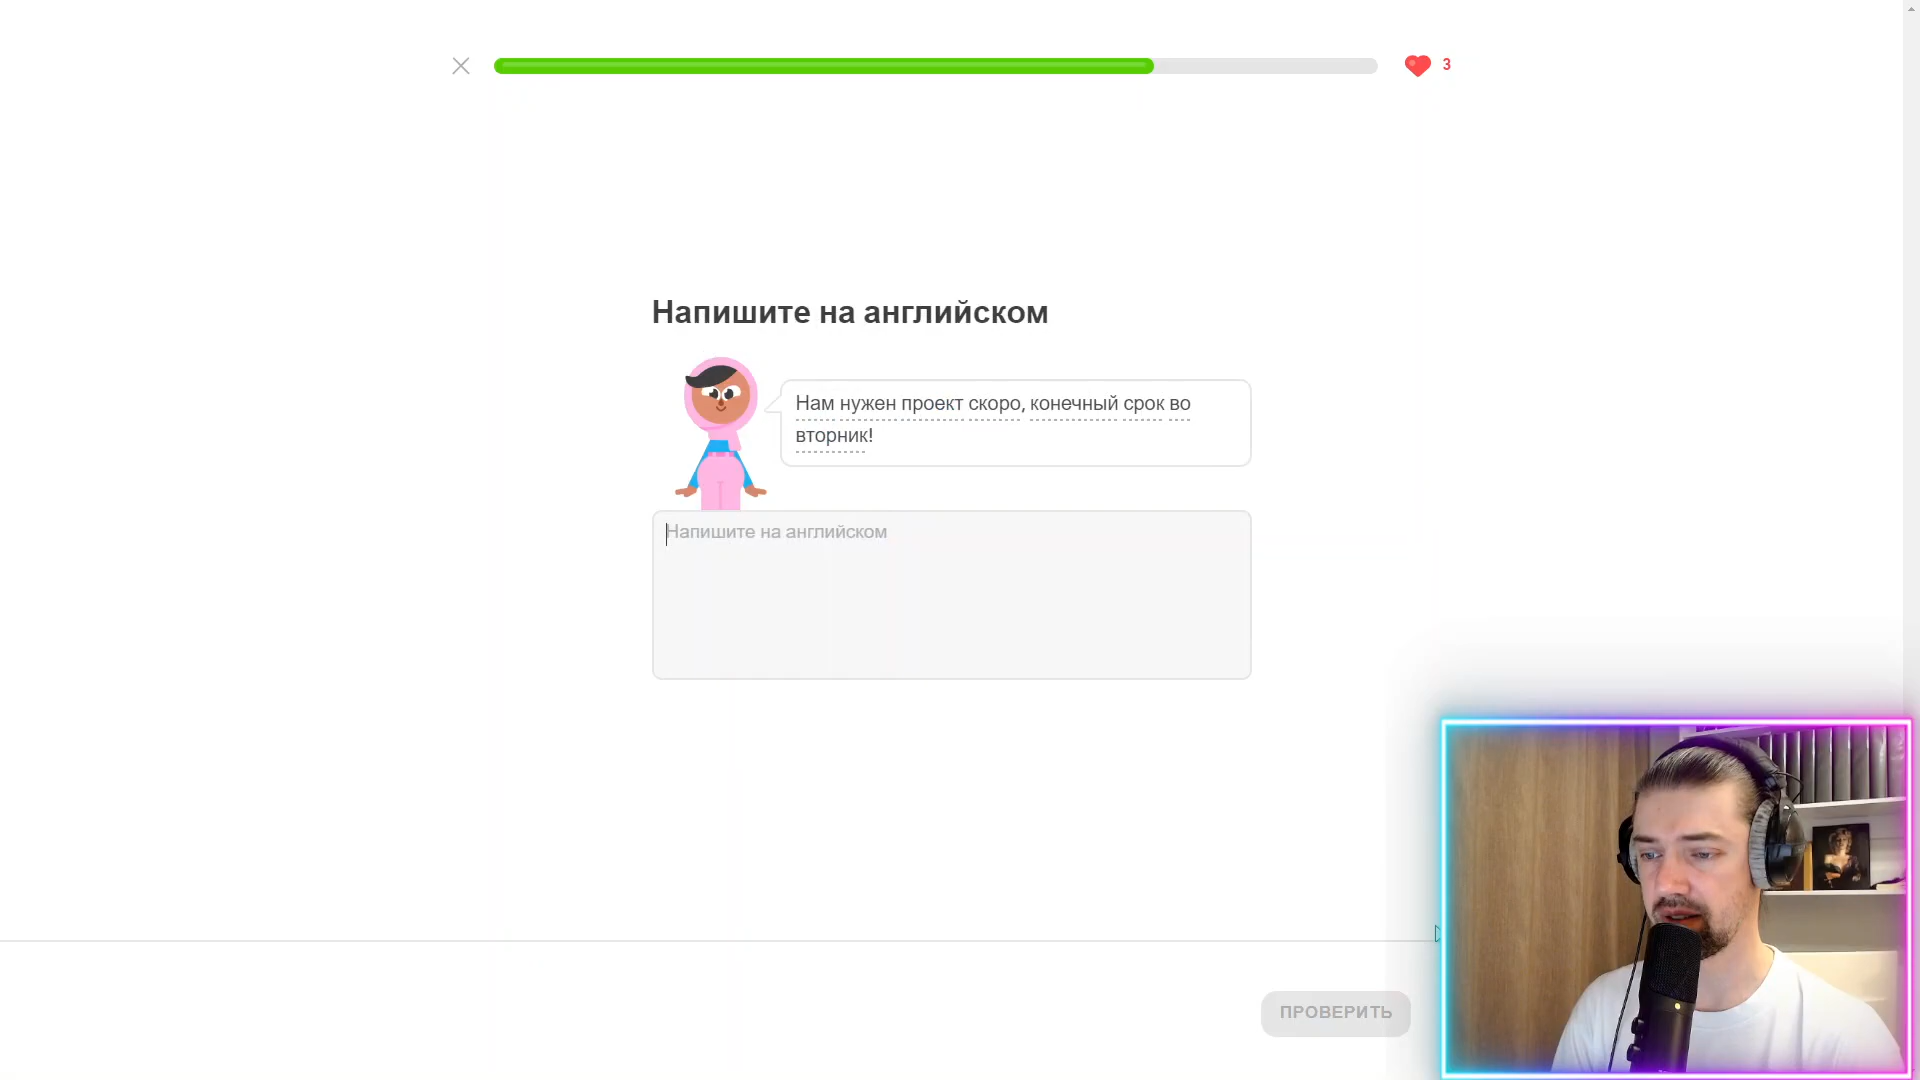 3
Напишите на английском
Нам нужен проект скоро, конечный срок во
вторник!
Напишите на английском
ПРОВЕРИТЬ